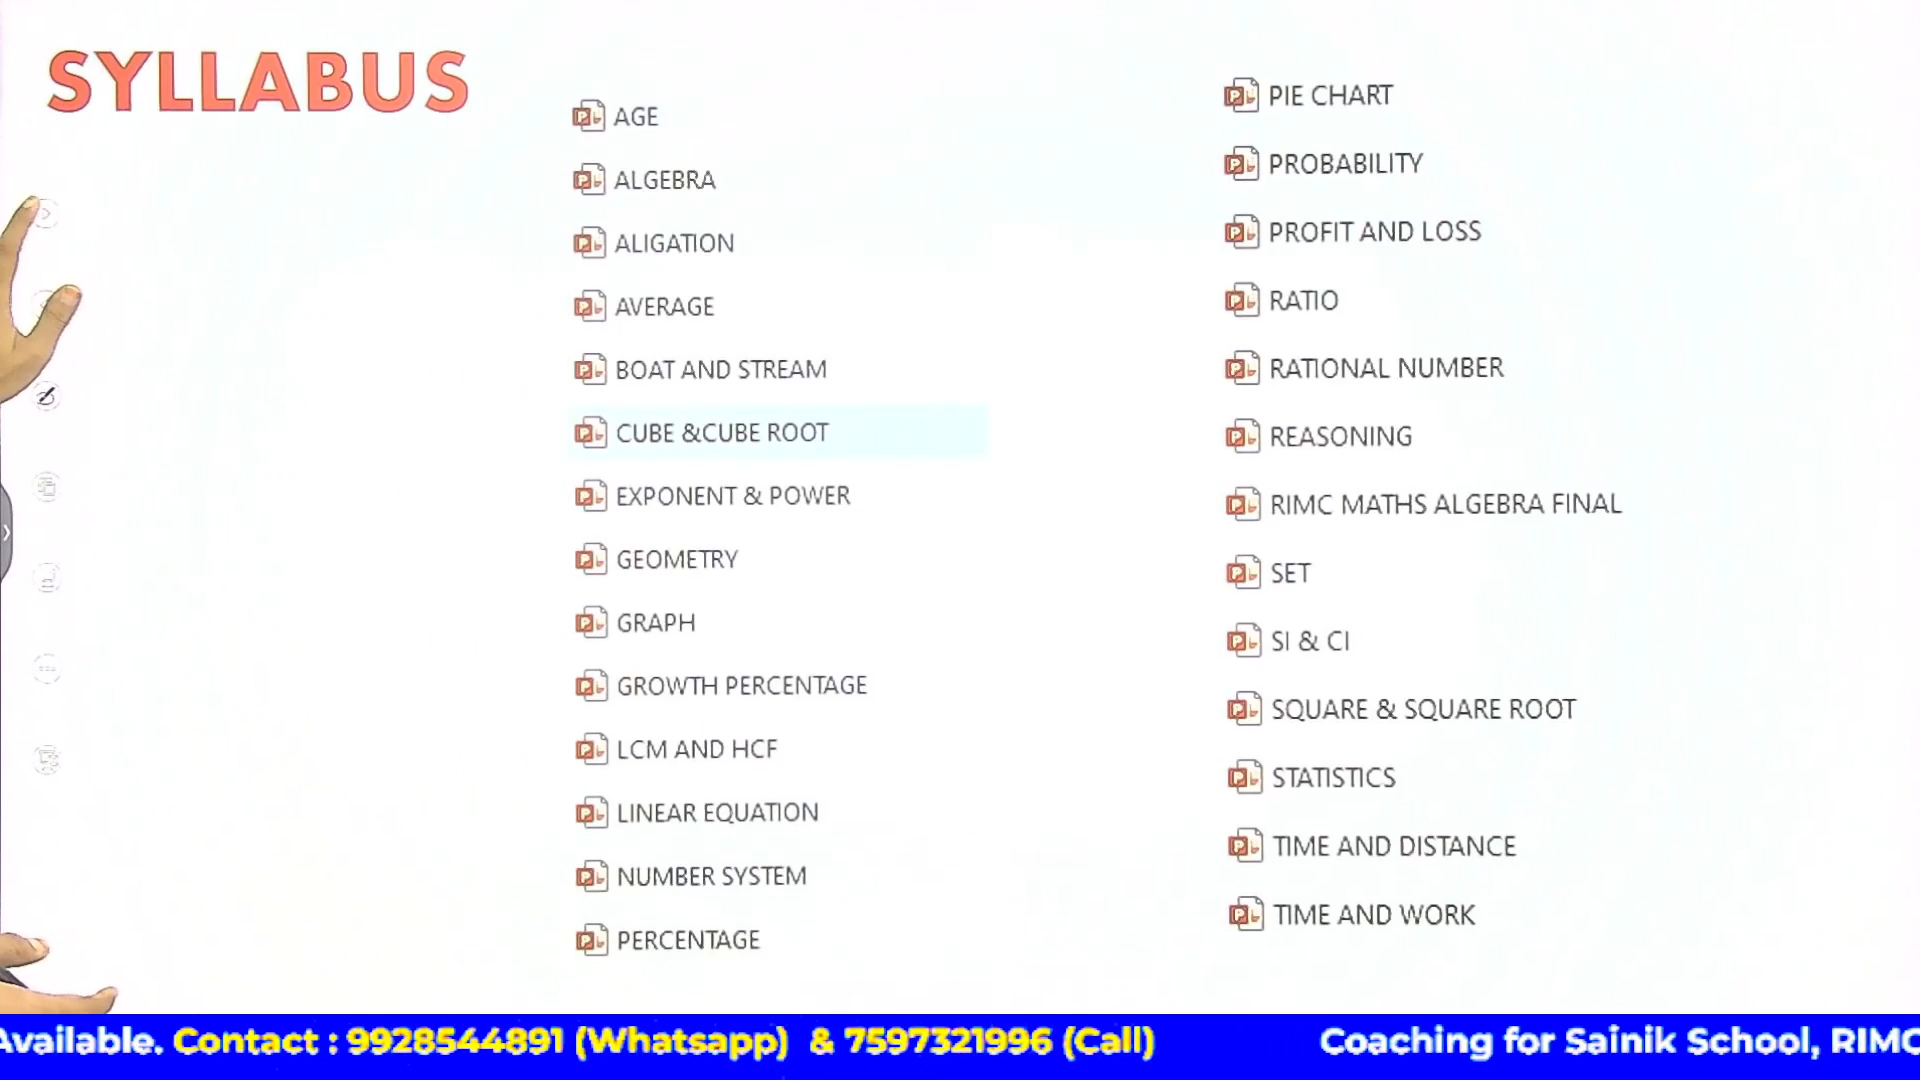 SYLLABUS
AGE
ALGEBRA
ALIGATION
AVERAGE
BOAT AND STREAM
CUBE &CUBE ROOT
EXPONENT & POWER
GEOMETRY
GRAPH
GROWTH PERCENTAGE
LCM AND HCF
LINEAR EQUATION
NUMBER SYSTEM
PERCENTAGE
PIE CHART
PROBABILITY
PROFIT AND LOSS
RATIO
RATIONAL NUMBER
REASONING
RIMC MATHS ALGEBRA FINAL
SET
SI & CI
SQUARE & SQUARE ROOT
STATISTICS
TIME AND DISTANCE
TIME AND WORK
Available. Contact : 9928544891 (Whatsapp) & 7597321996 (Call) Coaching for Sainik School, RIMC